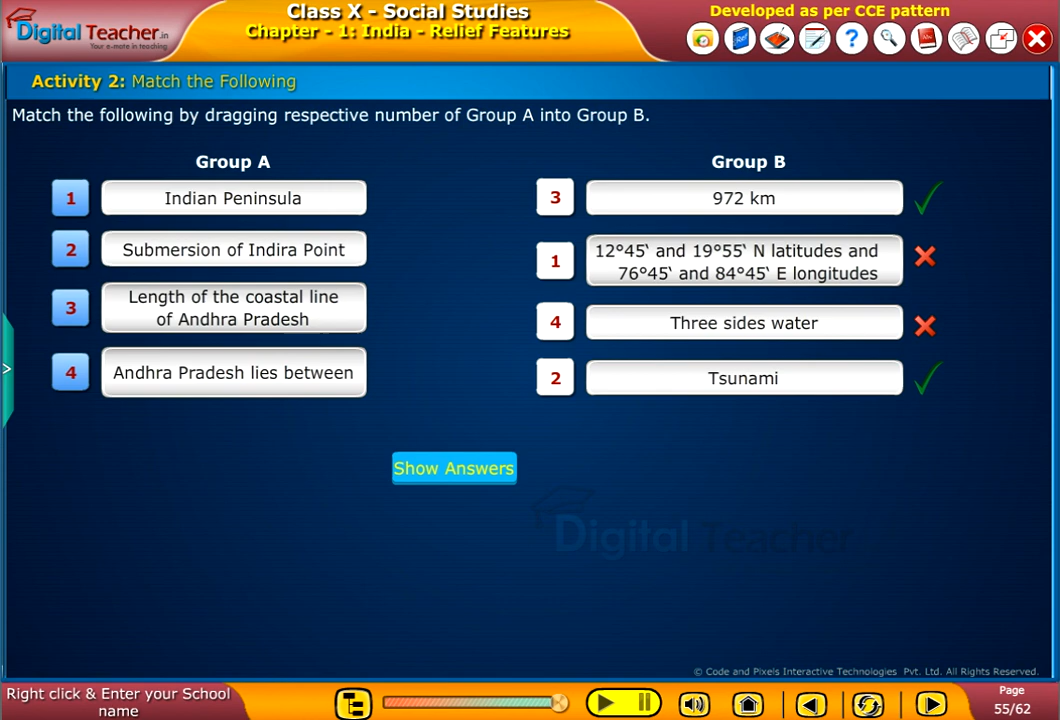 Digital Teacher.in
Your e-mate in teaching
Class X - Social Studies
Chapter - 1: India - Relief Features
Developed as per CCE pattern
Activity 2: Match the Following
Match the following by dragging respective number of Group A into Group B.
Group A
1 Indian Peninsula
2 Submersion of Indira Point
3 Length of the coastal line
of Andhra Pradesh
4 Andhra Pradesh lies between
Group B
3 972 km
1 12°45‛ and 19°55‛ N latitudes and
76°45‛ and 84°45‛ E longitudes
4 Three sides water
2 Tsunami
Show Answers
Digital Teacher
© Code and Pixels Interactive Technologies Pvt. Ltd. All Rights Reserved.
Right click & Enter your School
name
Page
55/62